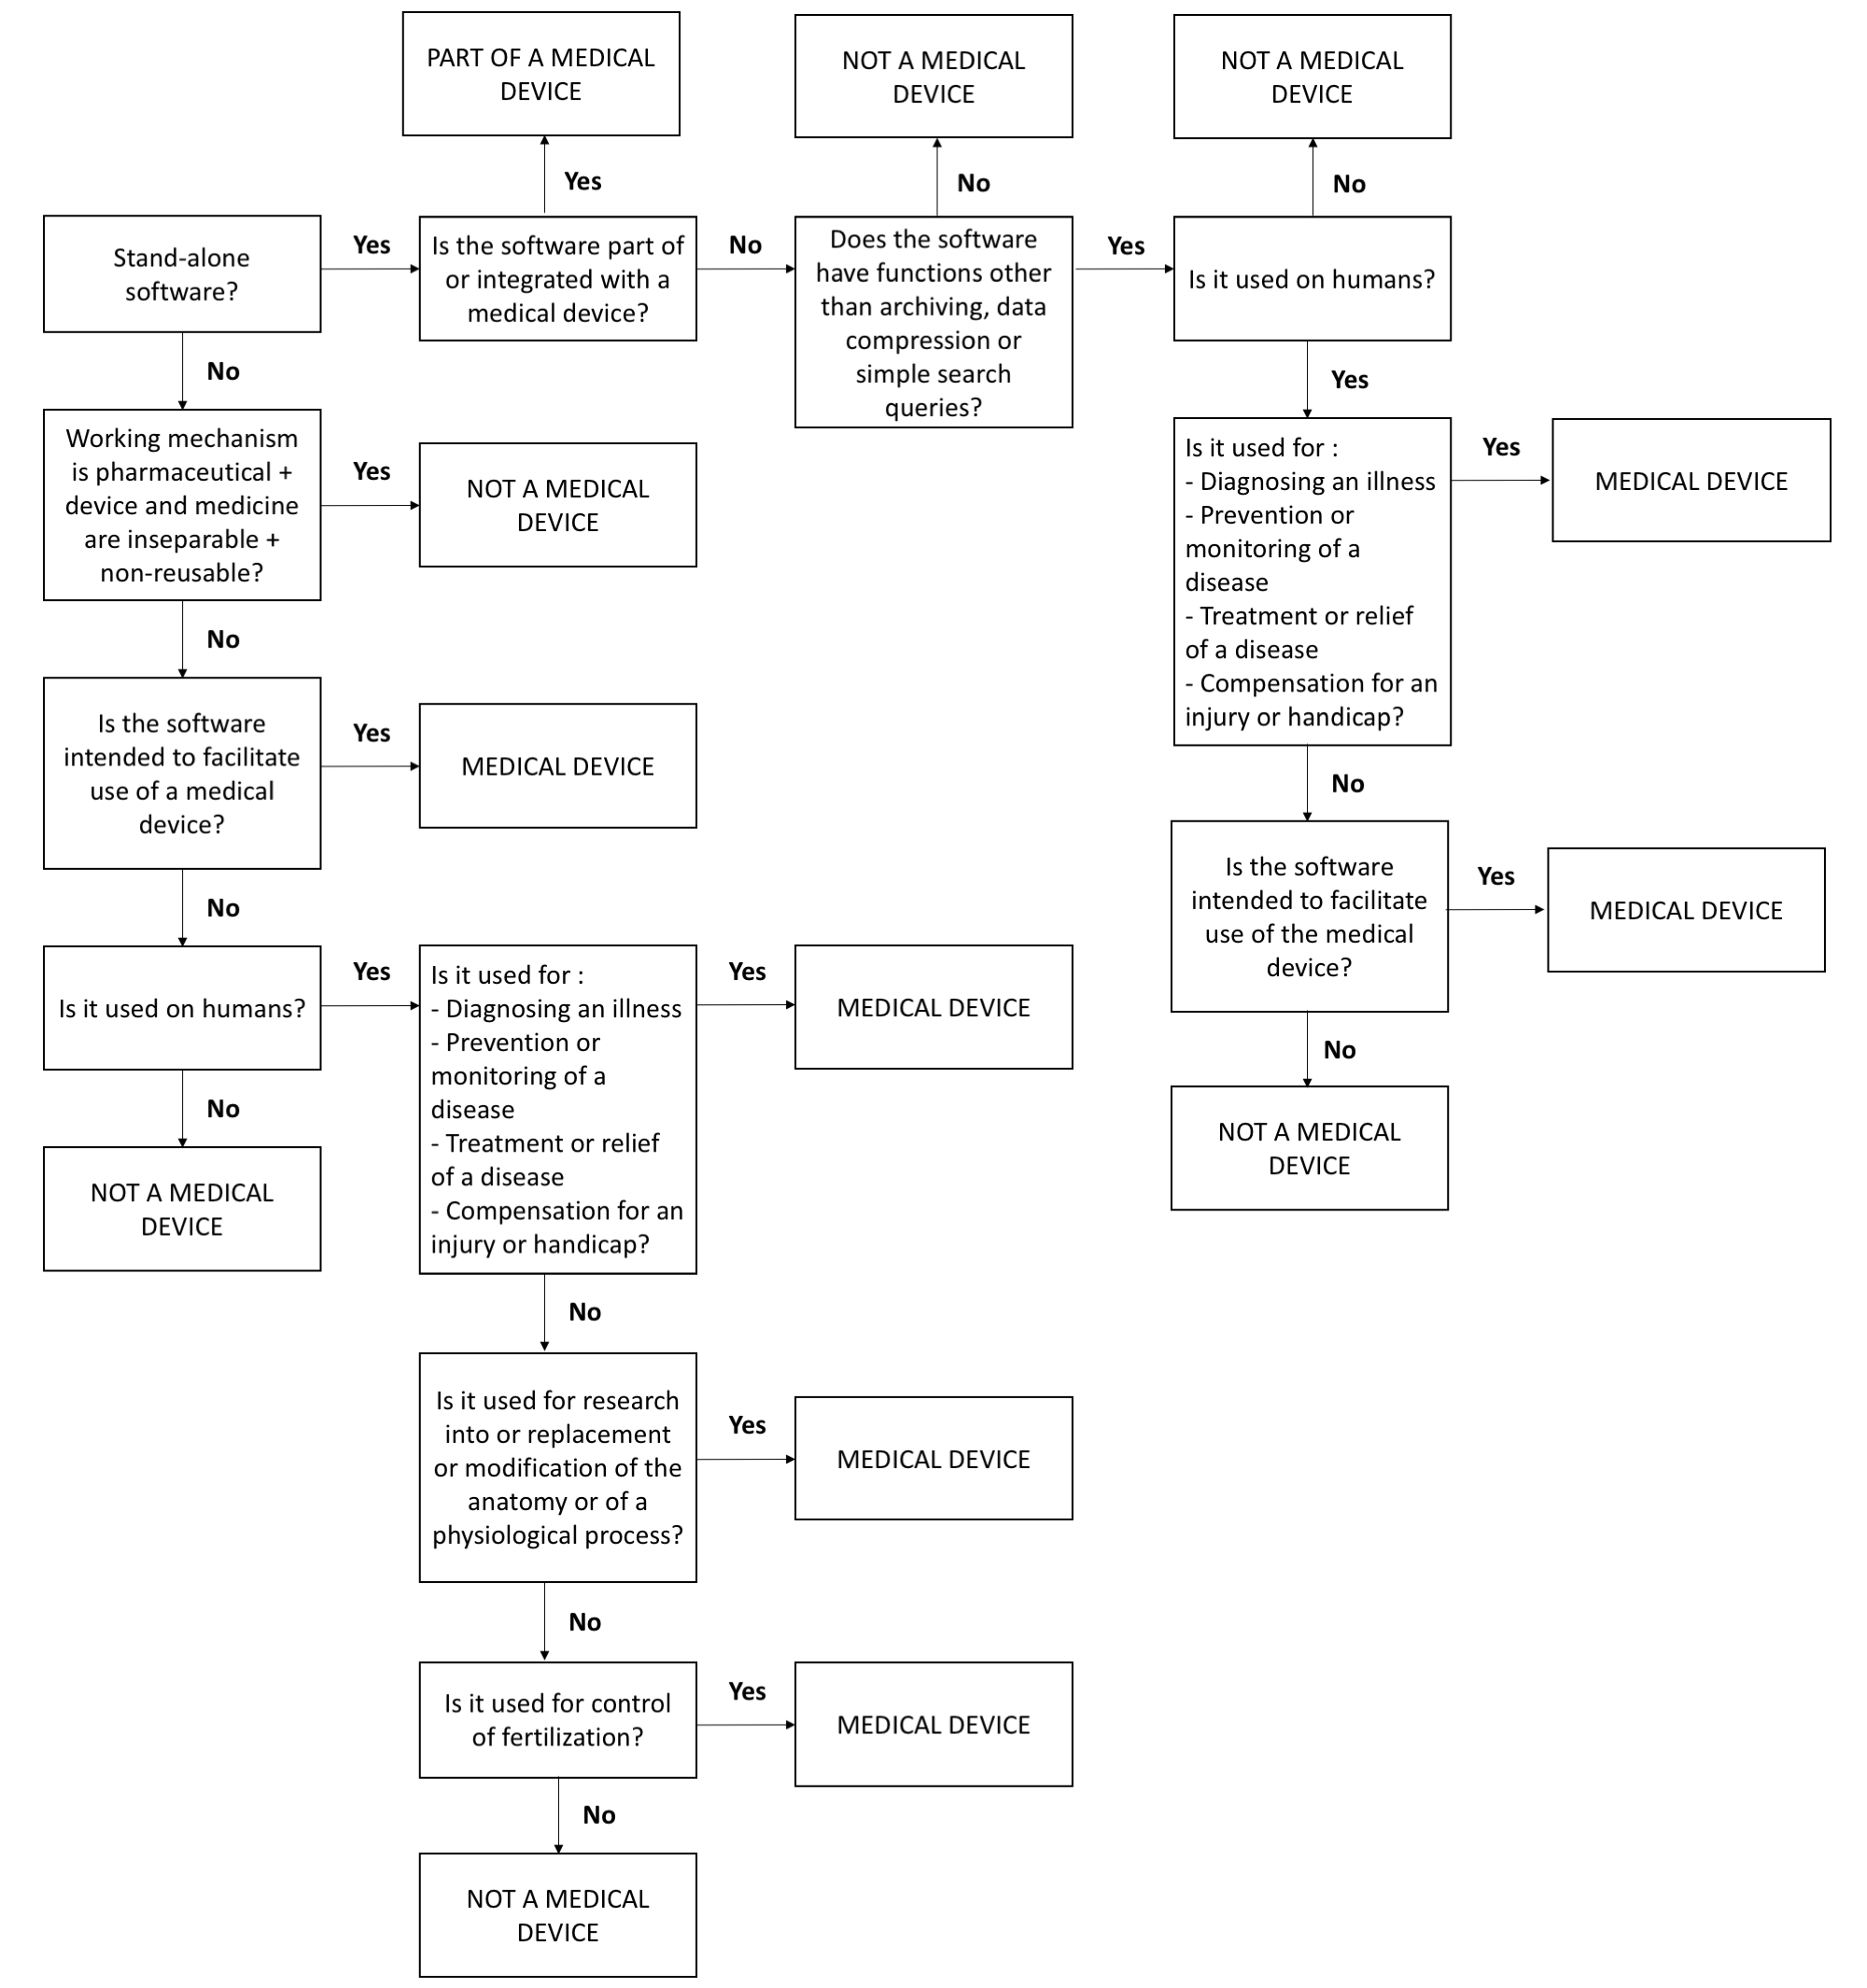 PART OF A MEDICAL
DEVICE
NOT A MEDICAL
DEVICE
NOT A MEDICAL
DEVICE
Yes
No
No
Stand-alone
software?
Yes
Is the software part of
or integrated with a
medical device?
No
Does the software
have functions other
than archiving, data
compression or
simple search
queries?
Yes
Is it used on humans?
No
Yes
Working mechanism
is pharmaceutical +
device and medicine
are inseparable +
non-reusable?
Yes
NOT A MEDICAL
DEVICE
Is it used for :
- Diagnosing an illness
- Prevention or
monitoring of a
disease
- Treatment or relief
of a disease
- Compensation for an
injury or handicap?
Yes
MEDICAL DEVICE
No
Is the software
intended to facilitate
use of a medical
device?
Yes
MEDICAL DEVICE
No
Is the software
intended to facilitate
use of the medical
device?
Yes
MEDICAL DEVICE
No
Is it used on humans?
Yes
Is it used for :
- Diagnosing an illness
- Prevention or
monitoring of a
disease
- Treatment or relief
of a disease
- Compensation for an
injury or handicap?
Yes
MEDICAL DEVICE
No
NOT A MEDICAL
DEVICE
No
NOT A MEDICAL
DEVICE
No
Is it used for research
into or replacement
or modification of the
anatomy or of a
physiological process?
Yes
MEDICAL DEVICE
No
Is it used for control
of fertilization?
Yes
MEDICAL DEVICE
No
NOT A MEDICAL
DEVICE